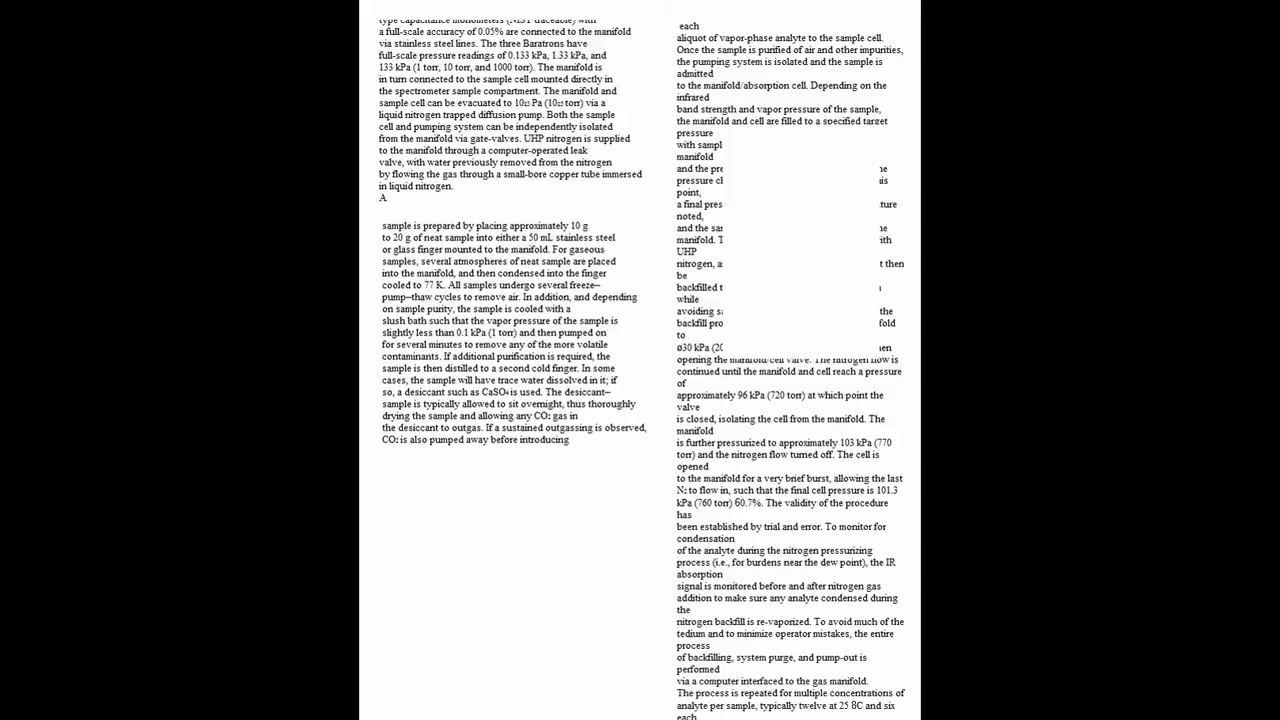 type capacitance monometers (NIST traceable) with
a full-scale accuracy of 0.05% are connected to the manifold
via stainless steel lines. The three Baratrons have
full-scale pressure readings of 0.133 kPa, 1.33 kPa, and
133 kPa (1 torr, 10 torr, and 1000 torr). The manifold is
in turn connected to the sample cell mounted directly in
the spectrometer sample compartment. The manifold and
sample cell can be evacuated to 10₂₃ Pa (10₂₅ torr) via a
liquid nitrogen trapped diffusion pump. Both the sample
cell and pumping system can be independently isolated
from the manifold via gate-valves. UHP nitrogen is supplied
to the manifold through a computer-operated leak
valve, with water previously removed from the nitrogen
by flowing the gas through a small-bore copper tube immersed
in liquid nitrogen.
A
sample is prepared by placing approximately 10 g
to 20 g of neat sample into either a 50 mL stainless steel
or glass finger mounted to the manifold. For gaseous
samples, several atmospheres of neat sample are placed
into the manifold, and then condensed into the finger
cooled to 77 K. All samples undergo several freeze–
pump–thaw cycles to remove air. In addition, and depending
on sample purity, the sample is cooled with a
slush bath such that the vapor pressure of the sample is
slightly less than 0.1 kPa (1 torr) and then pumped on
for several minutes to remove any of the more volatile
contaminants. If additional purification is required, the
sample is then distilled to a second cold finger. In some
cases, the sample will have trace water dissolved in it; if
so, a desiccant such as CaSO₄ is used. The desiccant–
sample is typically allowed to sit overnight, thus thoroughly
drying the sample and allowing any CO₂ gas in
the desiccant to outgas. If a sustained outgassing is observed,
CO₂ is also pumped away before introducing
each
aliquot of vapor-phase analyte to the sample cell.
Once the sample is purified of air and other impurities,
the pumping system is isolated and the sample is
admitted
to the manifold/absorption cell. Depending on the
infrared
band strength and vapor pressure of the sample,
the manifold and cell are filled to a specified target
pressure
with
manifold
and the
pressure
point,
a final ture
noted,
and the
manifold. with
UHP
nitrogen, then
be
backfilled
while
avoiding the
backfill
to
ø30 kPa
opening the manifold/cell valve. The nitrogen flow is
continued until the manifold and cell reach a pressure
of
approximately 96 kPa (720 torr) at which point the
valve
is closed, isolating the cell from the manifold. The
manifold
is further pressurized to approximately 103 kPa (770
torr) and the nitrogen flow turned off. The cell is
opened
to the manifold for a very brief burst, allowing the last
N₂ to flow in, such that the final cell pressure is 101.3
kPa (760 torr) 60.7%. The validity of the procedure
has
been established by trial and error. To monitor for
condensation
of the analyte during the nitrogen pressurizing
process (i.e., for burdens near the dew point), the IR
absorption
signal is monitored before and after nitrogen gas
addition to make sure any analyte condensed during
the
nitrogen backfill is re-vaporized. To avoid much of the
tedium and to minimize operator mistakes, the entire
process
of backfilling, system purge, and pump-out is
performed
via a computer interfaced to the gas manifold.
The process is repeated for multiple concentrations of
analyte per sample, typically twelve at 25 8C and six
each